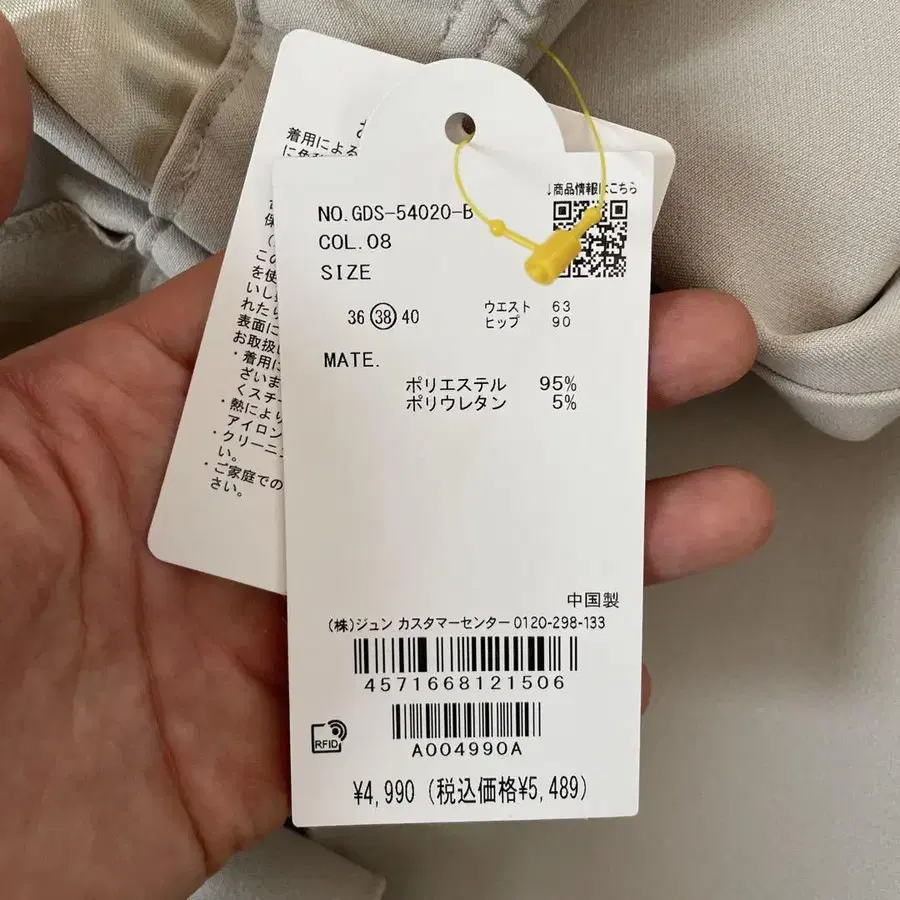 着用による
に色
保
この
を使
いし
れたら
表面に
お取扱い
・着用に
ざいま
くスチー
・熱により
アイロン
・クリーニ
い。
・ご家庭での
さい。
↓商品情報はこちら
NO.GDS-54020-B
COL.08
SIZE
36 38 40
ウエスト 63
ヒップ 90
MATE.
ポリエステル 95%
ポリウレタン 5%
中国製
(株)ジュン カスタマーセンター 0120-298-133
4571668121506
RFID
A004990A
¥4,990 (税込価格¥5,489)